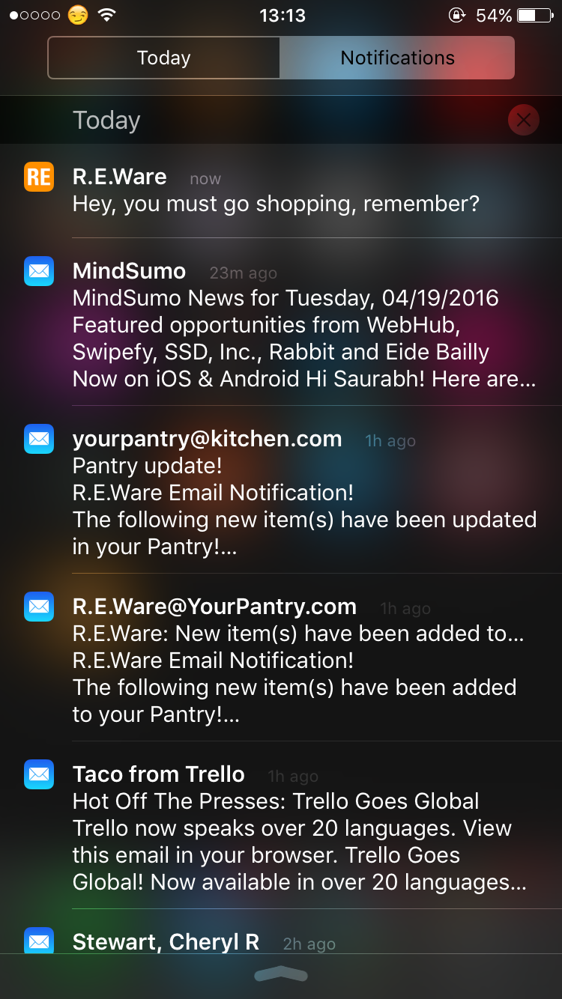 13:13
54%
Today
Notifications
Today
RE
R.E.Ware now
Hey, you must go shopping, remember?
MindSumo 23m ago
MindSumo News for Tuesday, 04/19/2016
Featured opportunities from WebHub,
Swipefy, SSD, Inc., Rabbit and Eide Bailly
Now on iOS & Android Hi Saurabh! Here are...
yourpantry@kitchen.com 1h ago
Pantry update!
R.E.Ware Email Notification!
The following new item(s) have been updated
in your Pantry!...
R.E.Ware@YourPantry.com 1h ago
R.E.Ware: New item(s) have been added to...
R.E.Ware Email Notification!
The following new item(s) have been added
to your Pantry!...
Taco from Trello 1h ago
Hot Off The Presses: Trello Goes Global
Trello now speaks over 20 languages. View
this email in your browser. Trello Goes
Global! Now available in over 20 languages...
Stewart, Cheryl R 2h ago